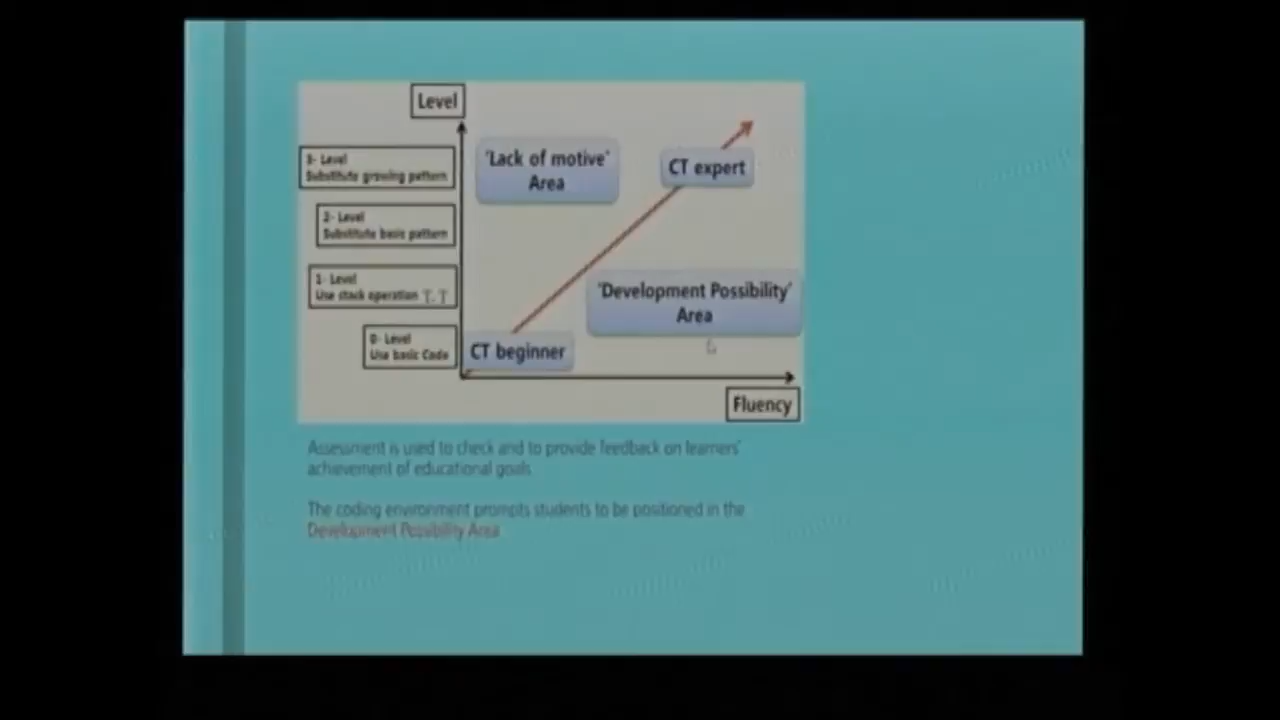 Level
3- Level
Substitute growing pattern
2- Level
Substitute basic pattern
1- Level
Use stack operation T, T
0- Level
Use basic Code
'Lack of motive'
Area
CT expert
'Development Possibility'
Area
CT beginner
Fluency
Assessment is used to check and to provide feedback on learners'
achievement of educational goals
The coding environment prompts students to be positioned in the
Development Possibility Area